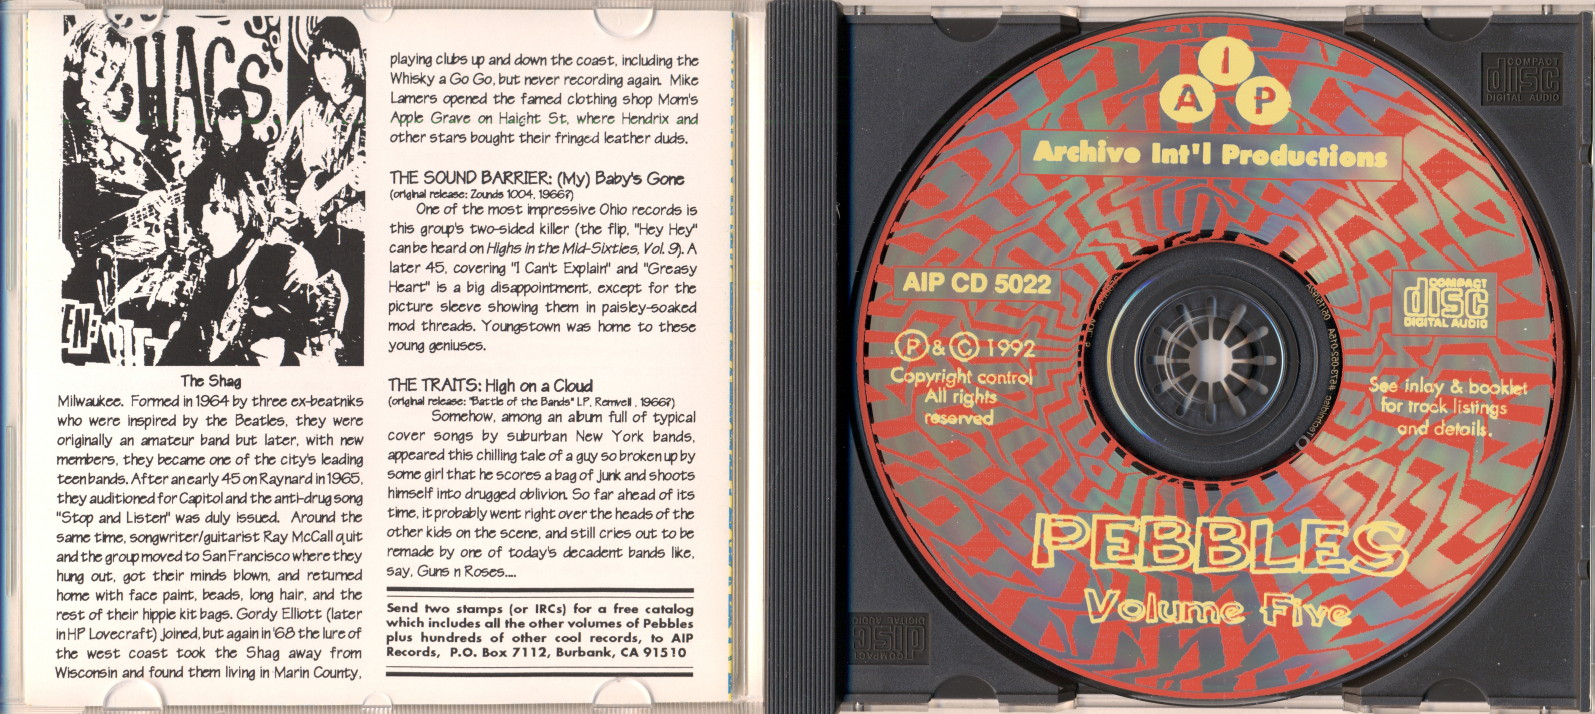 SHAGS
EN:
The Shag
Milwaukee. Formed in 1964 by three ex-beatniks
who were inspired by the Beatles, they were
originally an amateur band but later, with new
members, they became one of the city's leading
teen bands. After an early 45 on Raynard in 1965,
they auditioned for Capitol and the anti-drug song
"Stop and Listen" was duly issued. Around the
same time, songwriter/guitarist Ray McCall quit
and the group moved to San Francisco where they
hung out, got their minds blown, and returned
home with face paint, beads, long hair, and the
rest of their hippie kit bags. Gordy Elliott (later
in HP Lovecraft) joined, but again in '68 the lure of
the west coast took the Shag away from
Wisconsin and found them living in Marin County,
playing clubs up and down the coast, including the
Whisky a Go Go, but never recording again. Mike
Lamers opened the famed clothing shop Mom's
Apple Grave on Haight St, where Hendrix and
other stars bought their fringed leather duds.
THE SOUND BARRIER: (My) Baby's Gone
(original release: Zounds 1004, 1966?)
One of the most impressive Ohio records is
this group's two-sided killer (the flip, "Hey Hey"
can be heard on Highs in the Mid-Sixties, Vol. 9). A
later 45, covering "I Can't Explain" and "Greasy
Heart" is a big disappointment, except for the
picture sleeve showing them in paisley-soaked
mod threads. Youngstown was home to these
young geniuses.
THE TRAITS: High on a Cloud
(original release: "Battle of the Bands" LP, Remvell , 1966?)
Somehow, among an album full of typical
cover songs by suburban New York bands,
appeared this chilling tale of a guy so broken up by
some girl that he scores a bag of junk and shoots
himself into drugged oblivion. So far ahead of its
time, it probably went right over the heads of the
other kids on the scene, and still cries out to be
remade by one of today's decadent bands like,
say, Guns n Roses....
Send two stamps (or IRCs) for a free catalog
which includes all the other volumes of Pebbles
plus hundreds of other cool records, to AIP
Records, P.O. Box 7112, Burbank, CA 91510
A I P
Archive Int'l Productions
AIP CD 5022
COMPACT
disc
DIGITAL AUDIO
Ⓟ & © 1992
Copyright control
All rights
reserved
See inlay & booklet
for track listings
and details.
PEBBLES
Volume Five
COMPACT
disc
DIGITAL AUDIO
COMPACT
disc
DIGITAL AUDIO